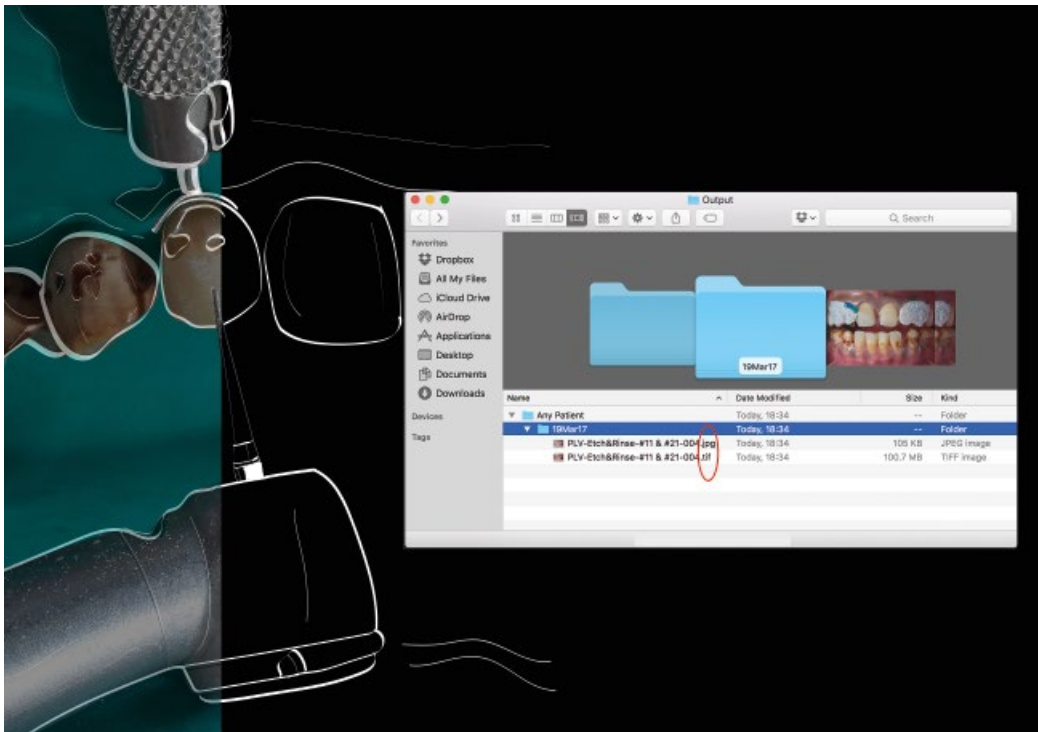 Output
Search
Favorites
Dropbox
All My Files
iCloud Drive
AirDrop
Applications
Desktop
Documents
Downloads
Devices
Tags
19Mar17
Name Date Modified Size Kind
Any Patient Today, 18:34 -- Folder
19Mar17 Today, 18:34 -- Folder
PLV-Etch&Rinse-#11 & #21-004.jpg Today, 18:34 105 KB JPEG image
PLV-Etch&Rinse-#11 & #21-004.tif Today, 18:34 100.7 MB TIFF image